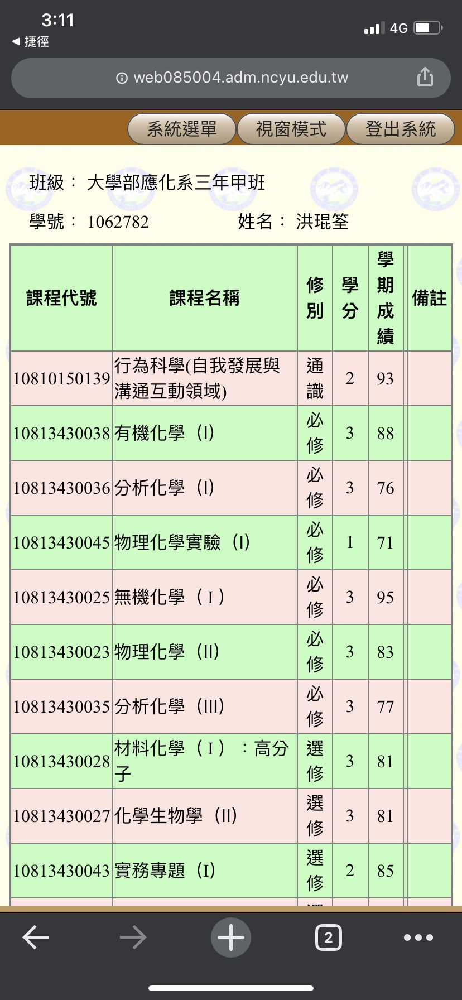 3:11
4G
◀ 捷徑
web085004.adm.ncyu.edu.tw
系統選單 視窗模式 登出系統
班級： 大學部應化系三年甲班
學號： 1062782 姓名： 洪琨筌
課程代號 課程名稱 修別 學分 學期成績 備註
10810150139 行為科學(自我發展與溝通互動領域) 通識 2 93
10813430038 有機化學（I） 必修 3 88
10813430036 分析化學（I） 必修 3 76
10813430045 物理化學實驗（I） 必修 1 71
10813430025 無機化學（Ⅰ） 必修 3 95
10813430023 物理化學（II） 必修 3 83
10813430035 分析化學（III） 必修 3 77
10813430028 材料化學（Ⅰ）：高分子 選修 3 81
10813430027 化學生物學（II） 選修 3 81
10813430043 實務專題（I） 選修 2 85
2